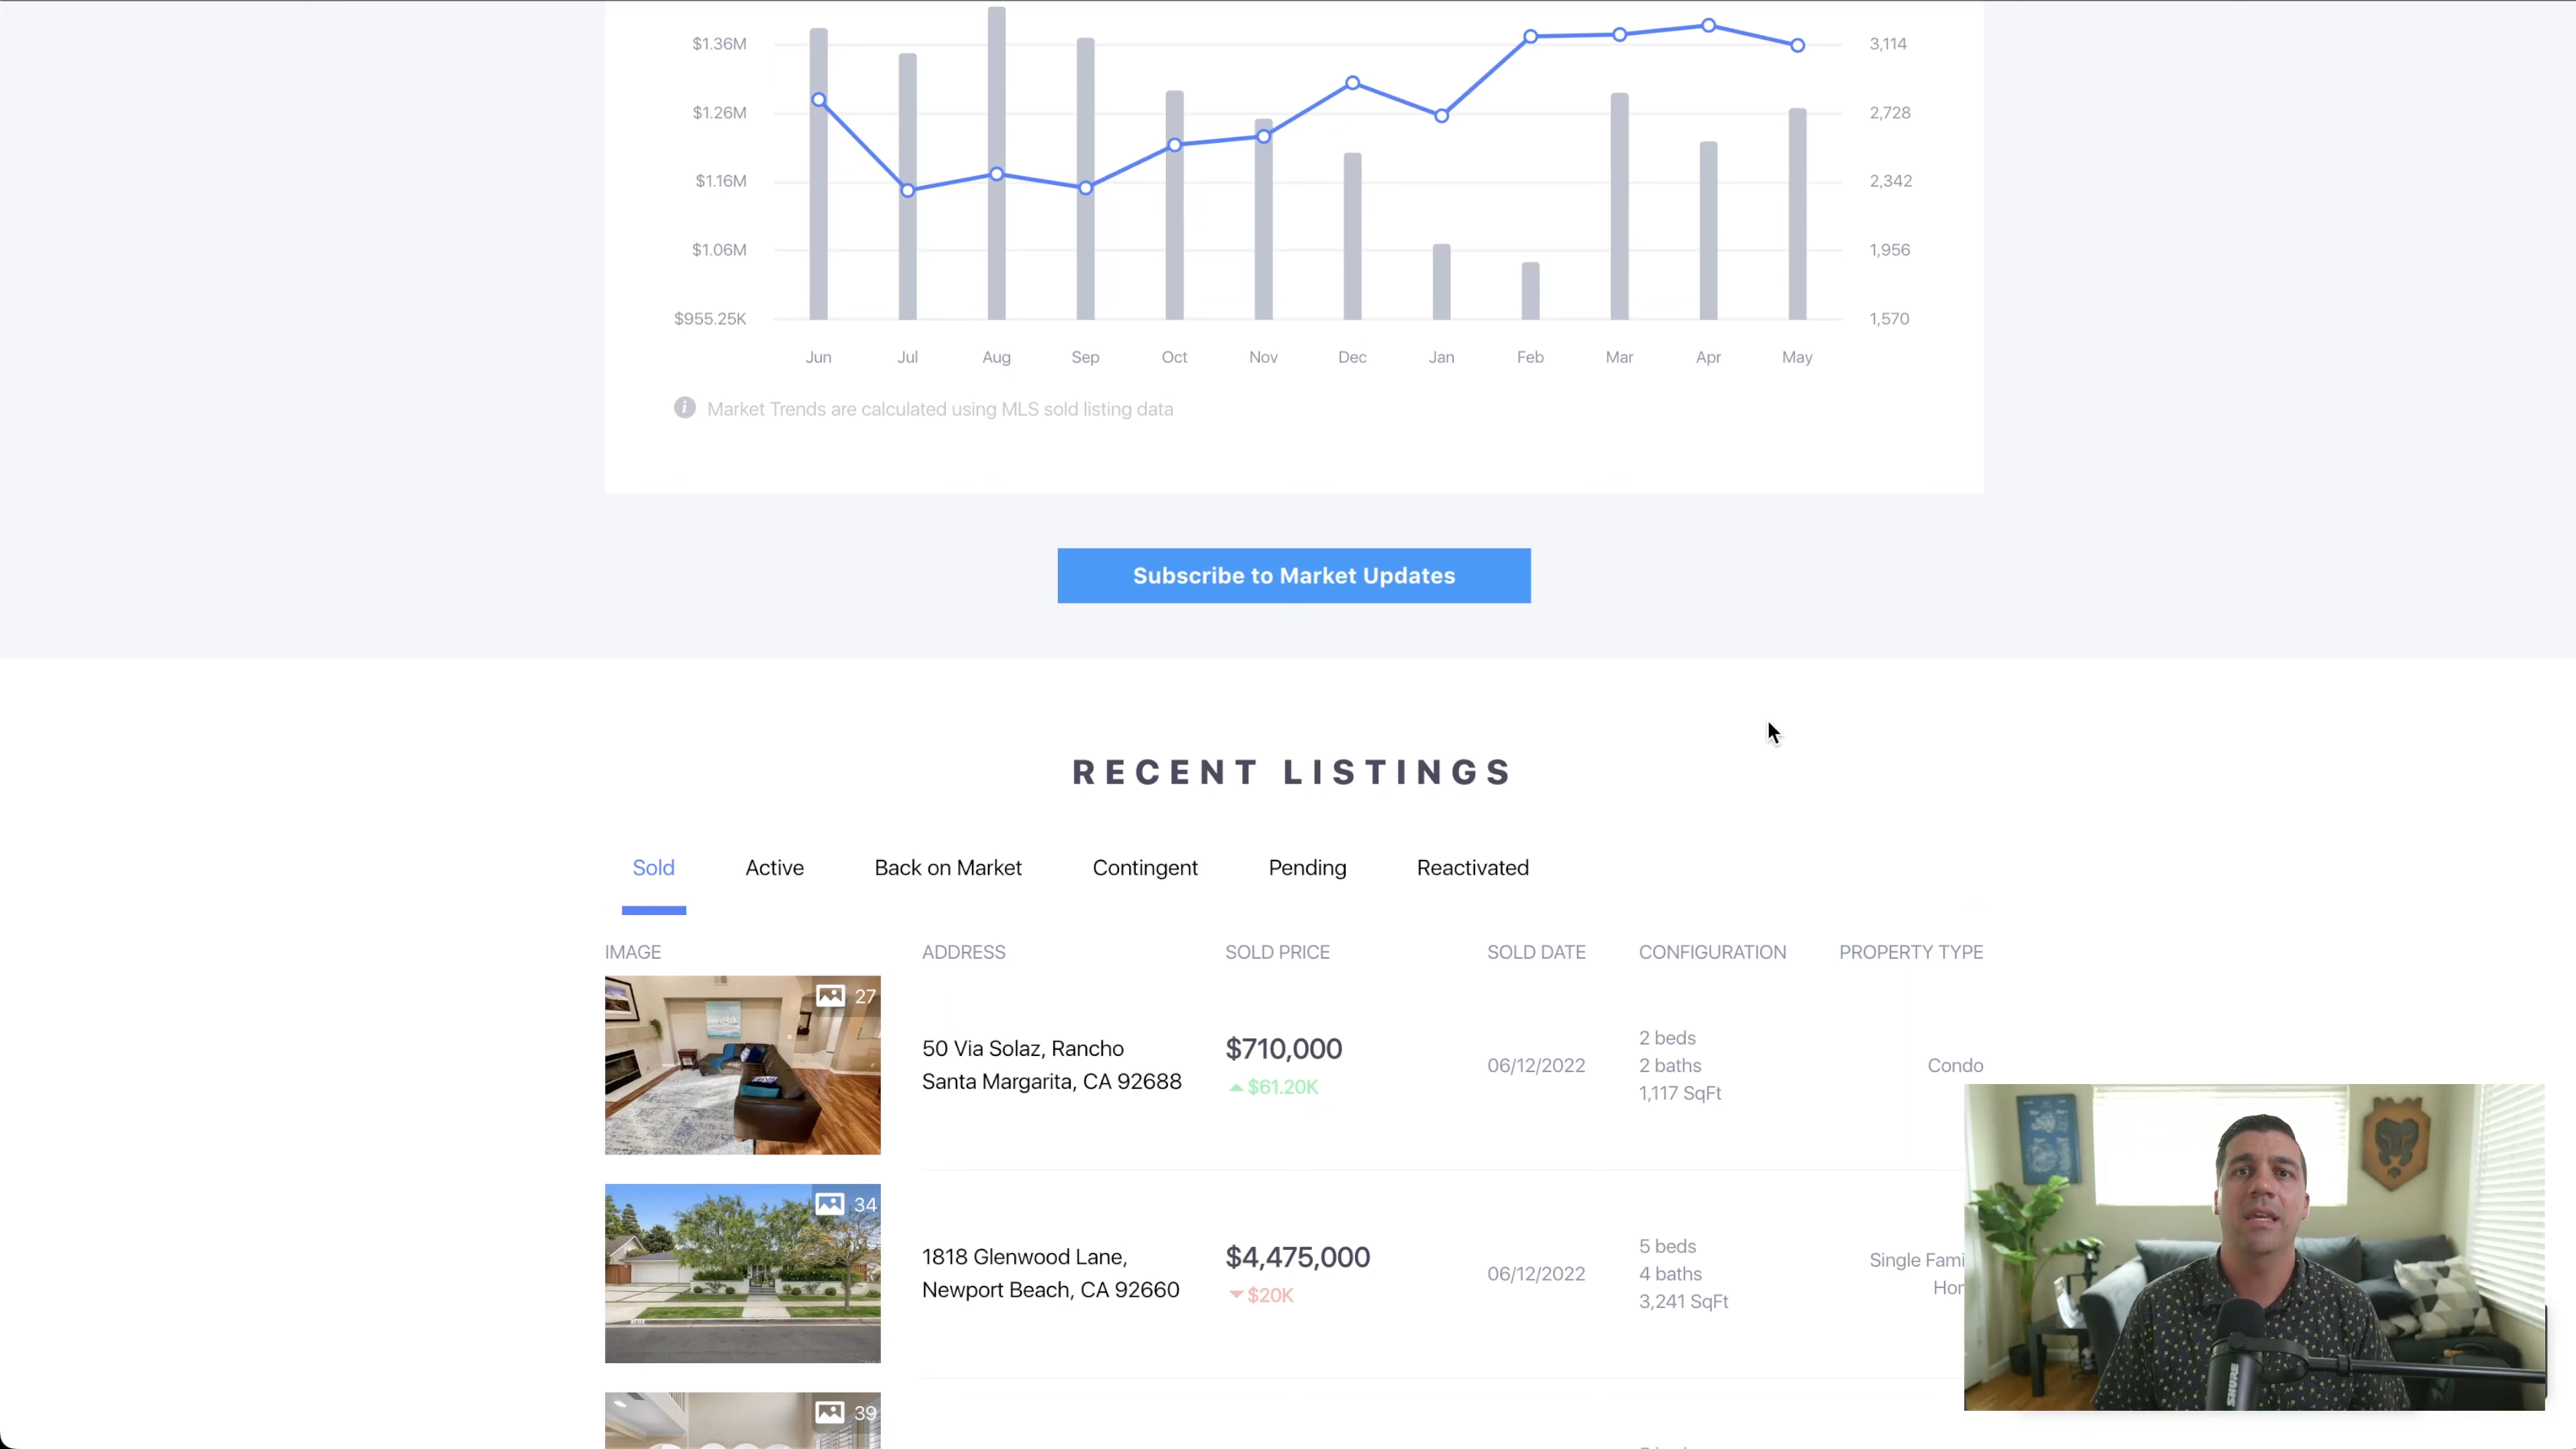 $1.36M
3,114
$1.26M
2,728
$1.16M
2,342
$1.06M
1,956
$955.25K
1,570
Jun Jul Aug Sep Oct Nov Dec Jan Feb Mar Apr May
i Market Trends are calculated using MLS sold listing data
Subscribe to Market Updates
RECENT LISTINGS
Sold Active Back on Market Contingent Pending Reactivated
IMAGE ADDRESS SOLD PRICE SOLD DATE CONFIGURATION PROPERTY TYPE
27
50 Via Solaz, Rancho
Santa Margarita, CA 92688
$710,000
$61.20K
06/12/2022
2 beds
2 baths
1,117 SqFt
Condo
34
1818 Glenwood Lane,
Newport Beach, CA 92660
$4,475,000
$20K
06/12/2022
5 beds
4 baths
3,241 SqFt
Single Fami
Hor
39
SHURE